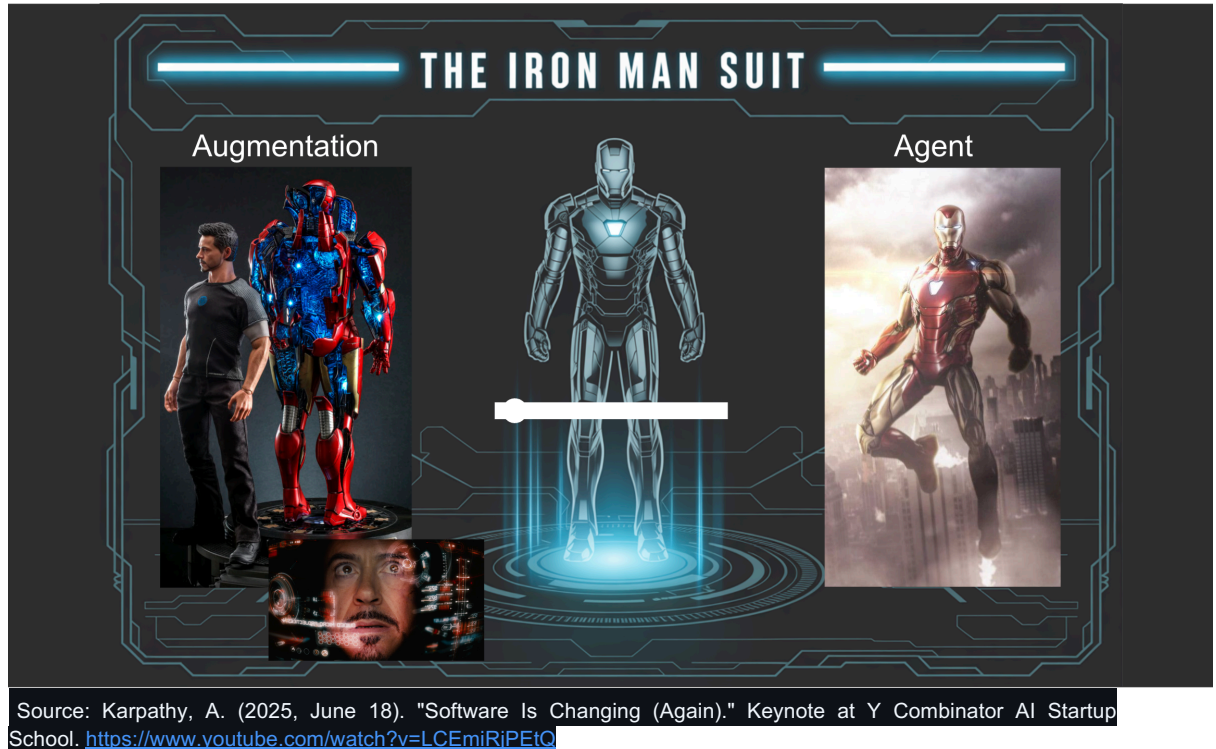 THE IRON MAN SUIT
Augmentation
Agent
Source: Karpathy, A. (2025, June 18). "Software Is Changing (Again)." Keynote at Y Combinator AI Startup
School. https://www.youtube.com/watch?v=LCEmiRjPEtQ